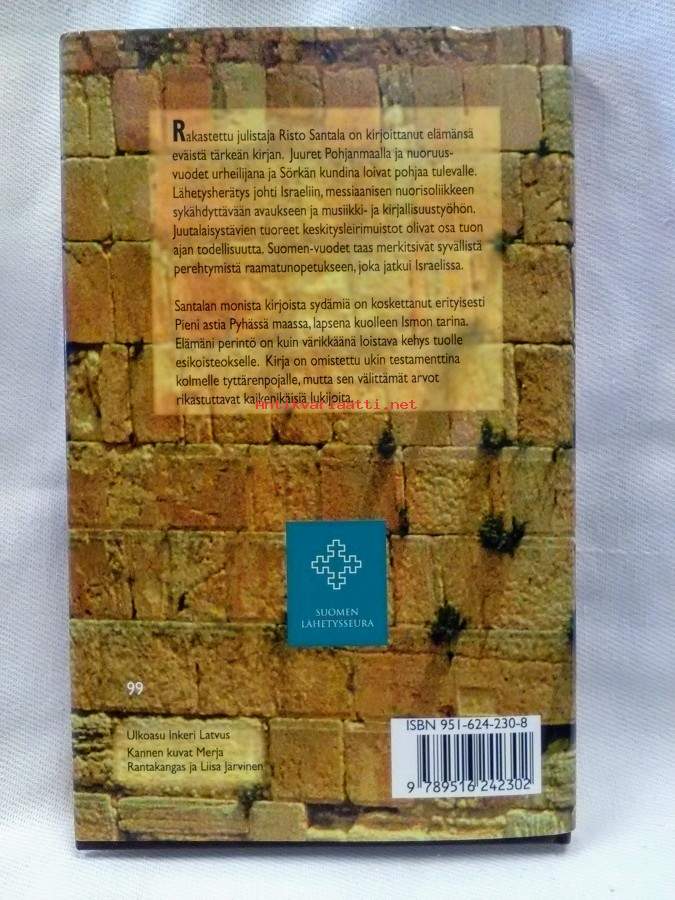 Rakastettu julistaja Risto Santala on kirjoittanut elämänsä
eväistä tärkeän kirjan. Juuret Pohjanmaalla ja nuoruus-
vuodet urheilijana ja Sörkän kundina loivat pohjaa tulevalle.
Lähetysherätys johti Israeliin, messiaanisen nuorisoliikkeen
sykähdyttävään avaukseen ja musiikki- ja kirjallisuustyöhön.
Juutalaisystävien tuoreet keskitysleirimuistot olivat osa tuon
ajan todellisuutta. Suomen-vuodet taas merkitsivät syvällistä
perehtymistä raamatunopetukseen, joka jatkui Israelissa.
Santalan monista kirjoista sydämiä on koskettanut erityisesti
Pieni astia Pyhässä maassa, lapsena kuolleen Ismon tarina.
Elämäni perintö on kuin värikkäänä loistava kehys tuolle
esikoisteokselle. Kirja on omistettu ukin testamenttina
kolmelle tyttärenpojalle, mutta sen välittämät arvot
rikastuttavat kaikenikäisiä lukijoita.
Antikvariaatti.net
SUOMEN
LÄHETYSSEURA
99
Ulkoasu Inkeri Latvus
Kannen kuvat Merja
Rantakangas ja Liisa Järvinen
ISBN 951-624-230-8
9 789516 242302